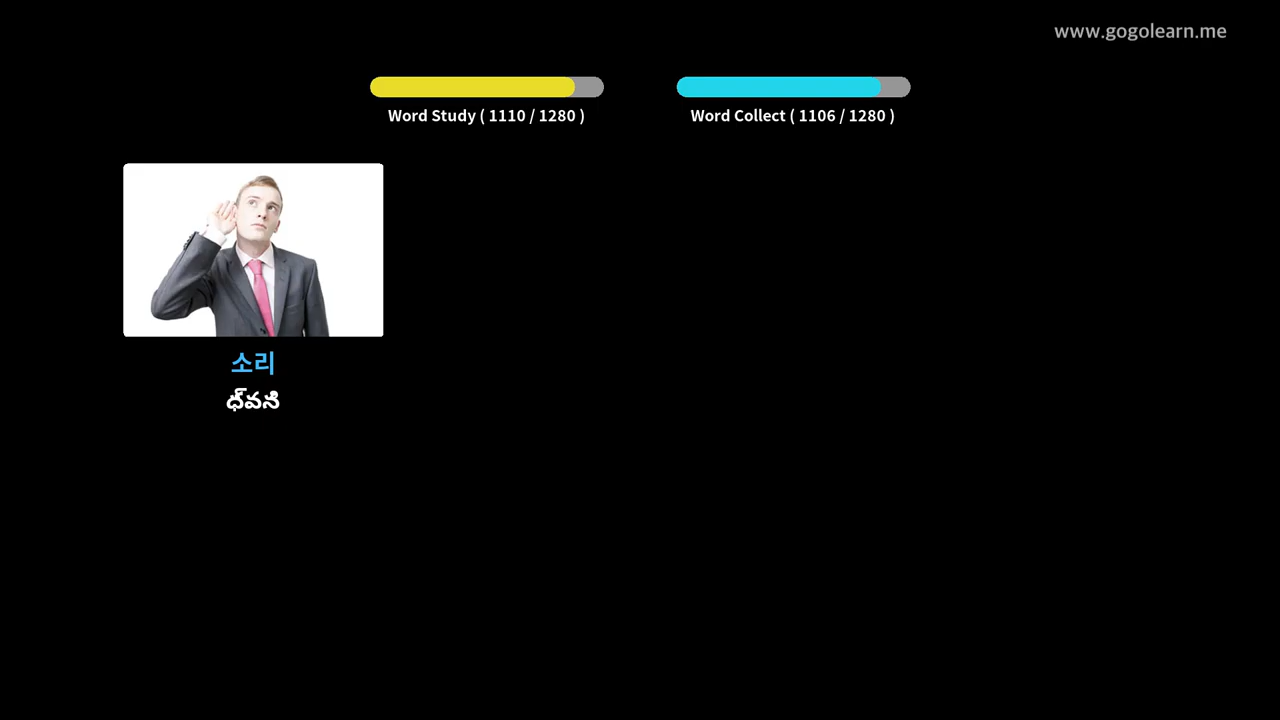 www.gogolearn.me
Word Study ( 1110 / 1280 )
Word Collect ( 1106 / 1280 )
소리
ధ్వని